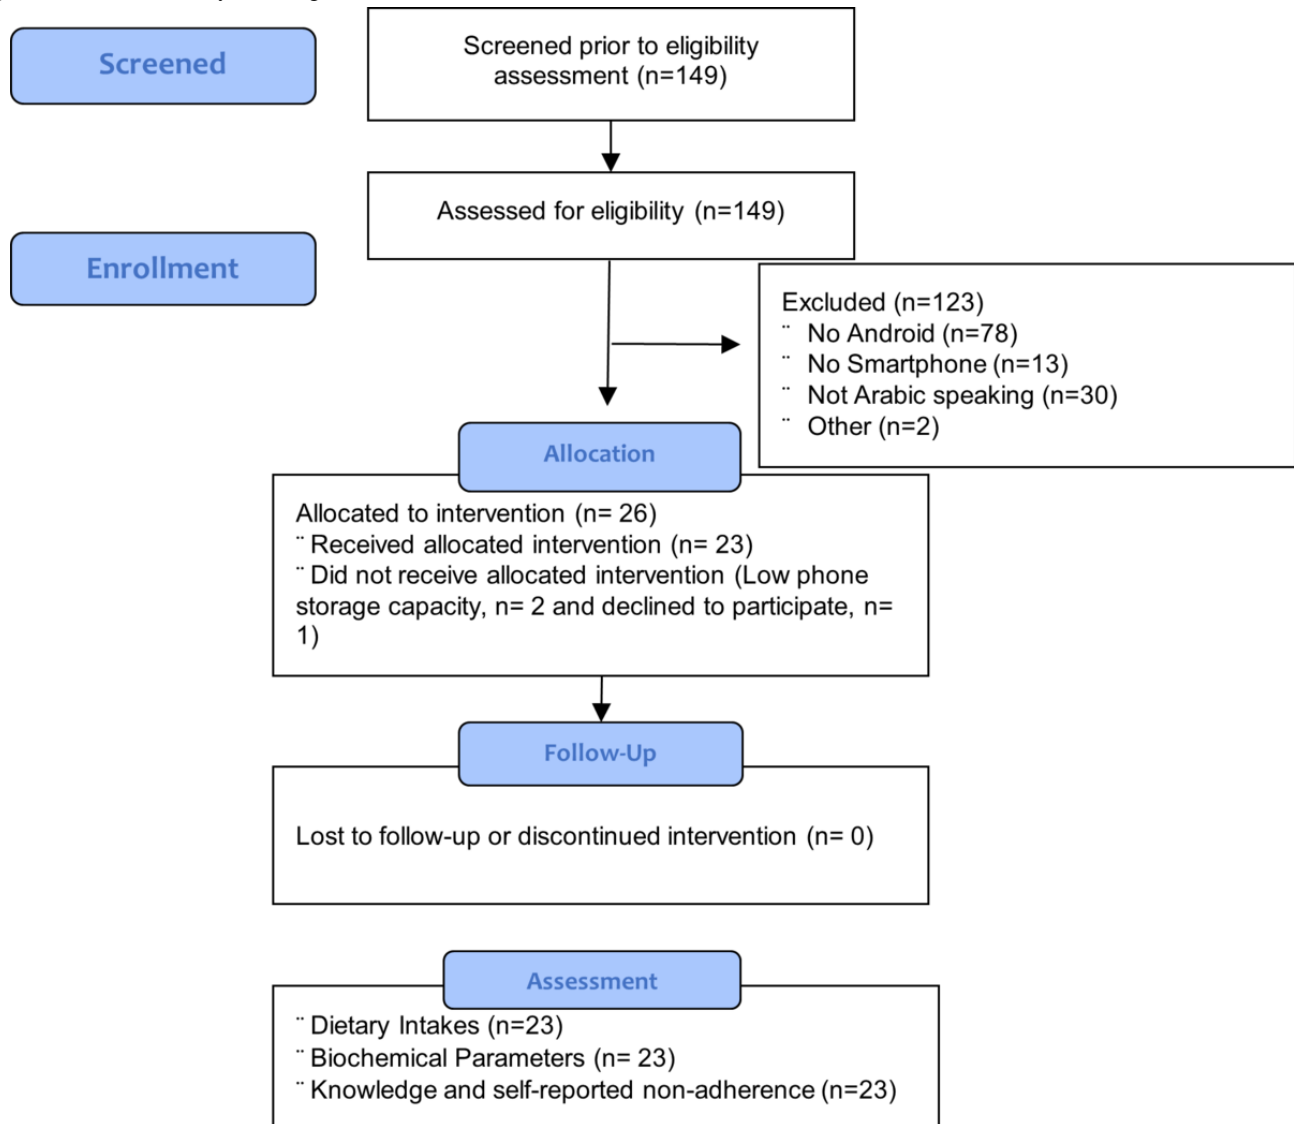 Screened
Screened prior to eligibility
assessment (n=149)
Assessed for eligibility (n=149)
Enrollment
Excluded (n=123)
¨ No Android (n=78)
¨ No Smartphone (n=13)
¨ Not Arabic speaking (n=30)
¨ Other (n=2)
Allocation
Allocated to intervention (n= 26)
¨ Received allocated intervention (n= 23)
¨ Did not receive allocated intervention (Low phone
storage capacity, n= 2 and declined to participate, n=
1)
Follow-Up
Lost to follow-up or discontinued intervention (n= 0)
Assessment
¨ Dietary Intakes (n=23)
¨ Biochemical Parameters (n= 23)
¨ Knowledge and self-reported non-adherence (n=23)